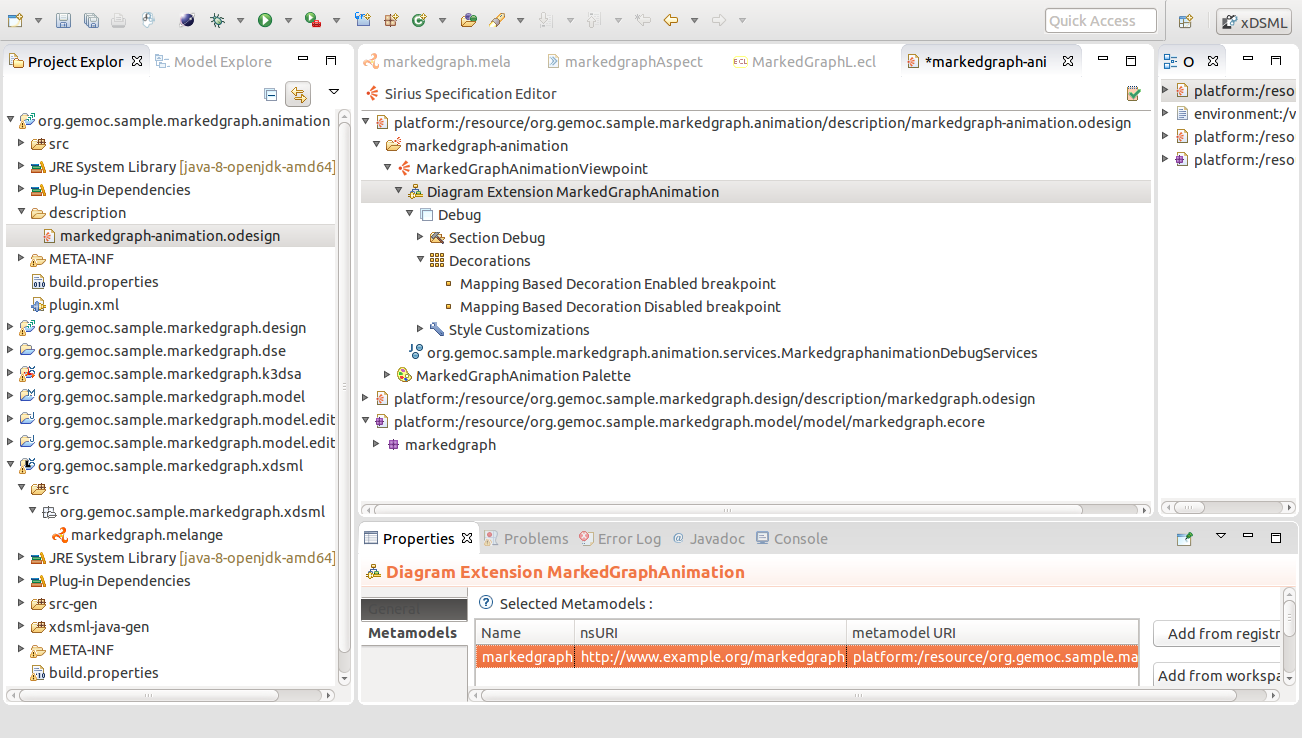 Quick Access
xDSML
Project Explor
Model Explore
org.gemoc.sample.markedgraph.animation
src
JRE System Library [java-8-openjdk-amd64]
Plug-in Dependencies
description
markedgraph-animation.odesign
META-INF
build.properties
plugin.xml
org.gemoc.sample.markedgraph.design
org.gemoc.sample.markedgraph.dse
org.gemoc.sample.markedgraph.k3dsa
org.gemoc.sample.markedgraph.model
org.gemoc.sample.markedgraph.model.edit
org.gemoc.sample.markedgraph.model.edit
org.gemoc.sample.markedgraph.xdsml
src
org.gemoc.sample.markedgraph.xdsml
markedgraph.melange
JRE System Library [java-8-openjdk-amd64]
Plug-in Dependencies
src-gen
xdsml-java-gen
META-INF
build.properties
markedgraph.mela
markedgraphAspect
ECL MarkedGraphL.ecl
*markedgraph-ani
Sirius Specification Editor
platform:/resource/org.gemoc.sample.markedgraph.animation/description/markedgraph-animation.odesign
markedgraph-animation
MarkedGraphAnimationViewpoint
Diagram Extension MarkedGraphAnimation
Debug
Section Debug
Decorations
Mapping Based Decoration Enabled breakpoint
Mapping Based Decoration Disabled breakpoint
Style Customizations
org.gemoc.sample.markedgraph.animation.services.MarkedgraphanimationDebugServices
MarkedGraphAnimation Palette
platform:/resource/org.gemoc.sample.markedgraph.design/description/markedgraph.odesign
platform:/resource/org.gemoc.sample.markedgraph.model/model/markedgraph.ecore
markedgraph
O
platform:/reso
environment:/v
platform:/reso
platform:/reso
Properties
Problems
Error Log
@ Javadoc
Console
Diagram Extension MarkedGraphAnimation
General
Metamodels
Selected Metamodels :
Name nsURI metamodel URI
markedgraph http://www.example.org/markedgraph platform:/resource/org.gemoc.sample.ma
Add from registr
Add from workspa